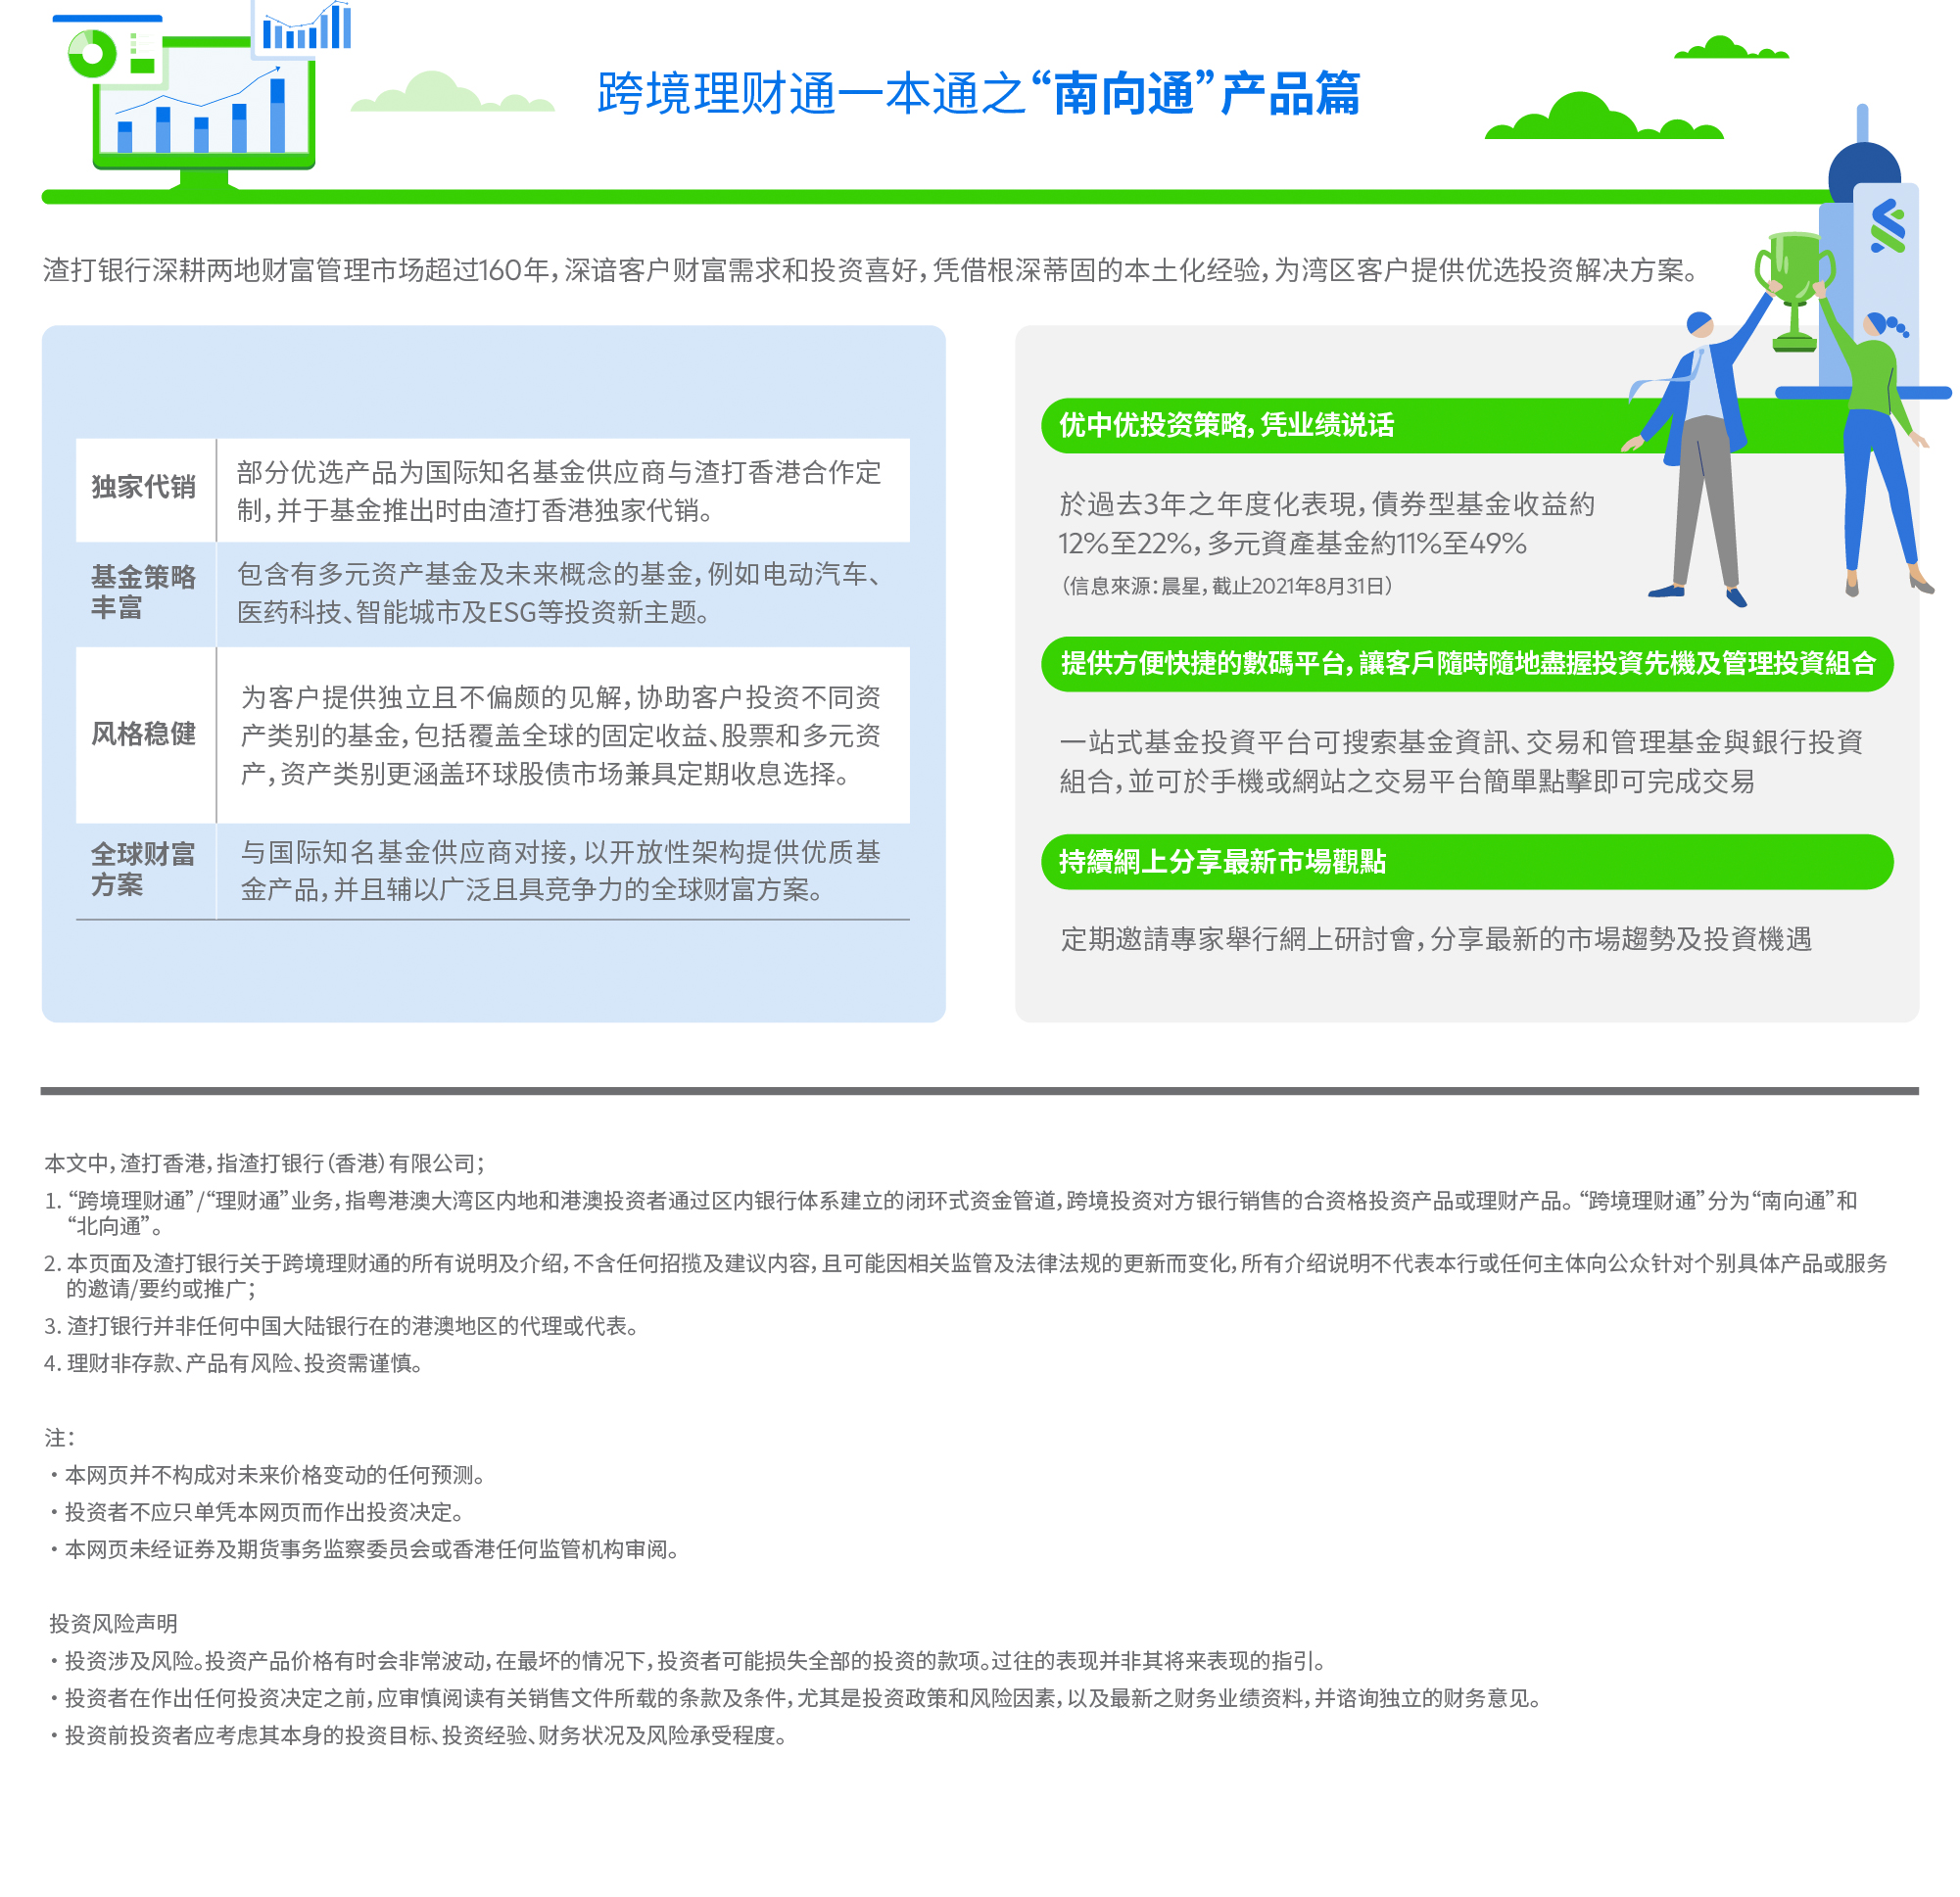 跨境理财通一本通之“南向通”产品篇
渣打银行深耕两地财富管理市场超过160年，深谙客户财富需求和投资喜好，凭借根深蒂固的本土化经验，为湾区客户提供优选投资解决方案。
独家代销
部分优选产品为国际知名基金供应商与渣打香港合作定
制，并于基金推出时由渣打香港独家代销。
基金策略
丰富
包含有多元资产基金及未来概念的基金，例如电动汽车、
医药科技、智能城市及ESG等投资新主题。
风格稳健
为客户提供独立且不偏颇的见解，协助客户投资不同资
产类别的基金，包括覆盖全球的固定收益、股票和多元资
产，资产类别更涵盖环球股债市场兼具定期收息选择。
全球财富
方案
与国际知名基金供应商对接，以开放性架构提供优质基
金产品，并且辅以广泛且具竞争力的全球财富方案。
优中优投资策略，凭业绩说话
於過去3年之年度化表現，債券型基金收益約
12%至22%，多元資產基金約11%至49%
（信息來源：晨星，截止2021年8月31日）
提供方便快捷的數碼平台，讓客戶隨時隨地盡握投資先機及管理投資組合
一站式基金投資平台可搜索基金資訊、交易和管理基金與銀行投資
組合，並可於手機或網站之交易平台簡單點擊即可完成交易
持續網上分享最新市場觀點
定期邀請專家舉行網上研討會，分享最新的市場趨勢及投資機遇
本文中，渣打香港，指渣打银行（香港）有限公司；
1. “跨境理财通”/“理财通”业务，指粤港澳大湾区内地和港澳投资者通过区内银行体系建立的闭环式资金管道，跨境投资对方银行销售的合资格投资产品或理财产品。“跨境理财通”分为“南向通”和
“北向通”。
2. 本页面及渣打银行关于跨境理财通的所有说明及介绍，不含任何招揽及建议内容，且可能因相关监管及法律法规的更新而变化，所有介绍说明不代表本行或任何主体向公众针对个别具体产品或服务
的邀请/要约或推广；
3. 渣打银行并非任何中国大陆银行在的港澳地区的代理或代表。
4. 理财非存款、产品有风险、投资需谨慎。
注：
• 本网页并不构成对未来价格变动的任何预测。
• 投资者不应只单凭本网页而作出投资决定。
• 本网页未经证券及期货事务监察委员会或香港任何监管机构审阅。
投资风险声明
• 投资涉及风险。投资产品价格有时会非常波动，在最坏的情况下，投资者可能损失全部的投资的款项。过往的表现并非其将来表现的指引。
• 投资者在作出任何投资决定之前，应审慎阅读有关销售文件所载的条款及条件，尤其是投资政策和风险因素，以及最新之财务业绩资料，并谘询独立的财务意见。
• 投资前投资者应考虑其本身的投资目标、投资经验、财务状况及风险承受程度。